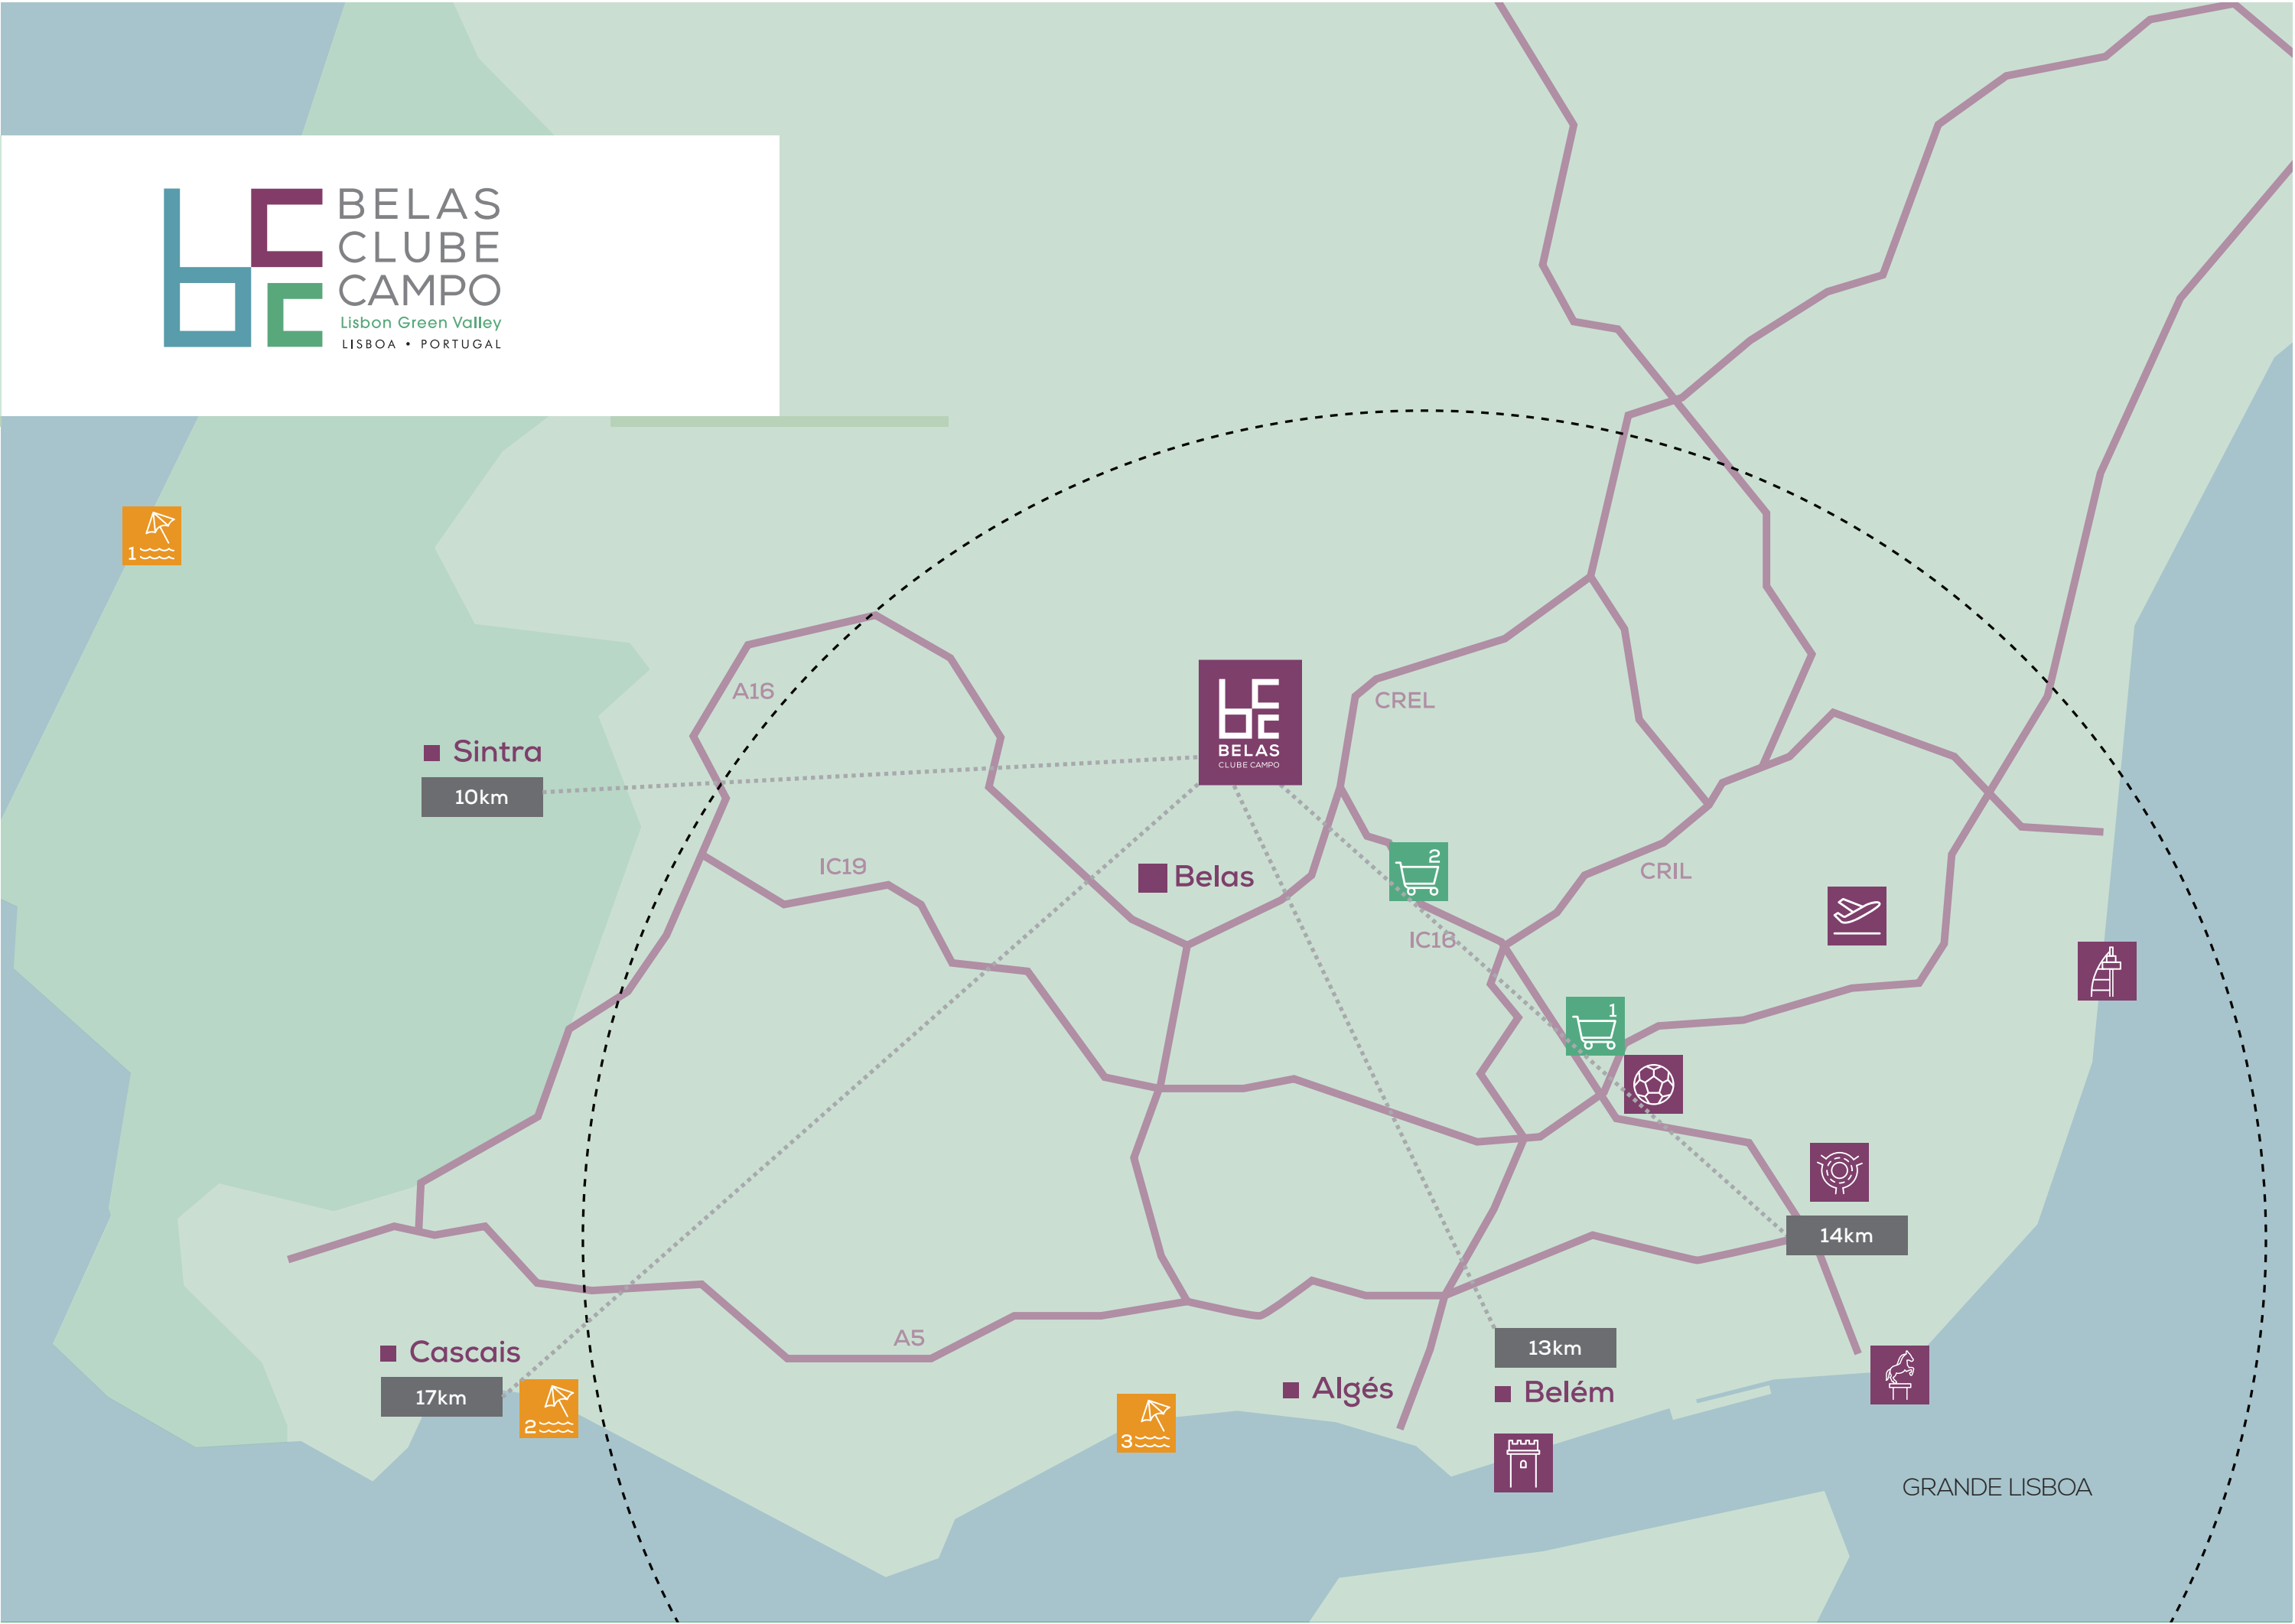 BELAS
CLUBE
CAMPO
Lisbon Green Valley
LISBOA • PORTUGAL
1
A16
CREL
BELAS
CLUBE CAMPO
Sintra
10km
IC19
Belas
2
CRIL
IC16
1
14km
A5
13km
Cascais
17km
2
Algés
Belém
3
GRANDE LISBOA